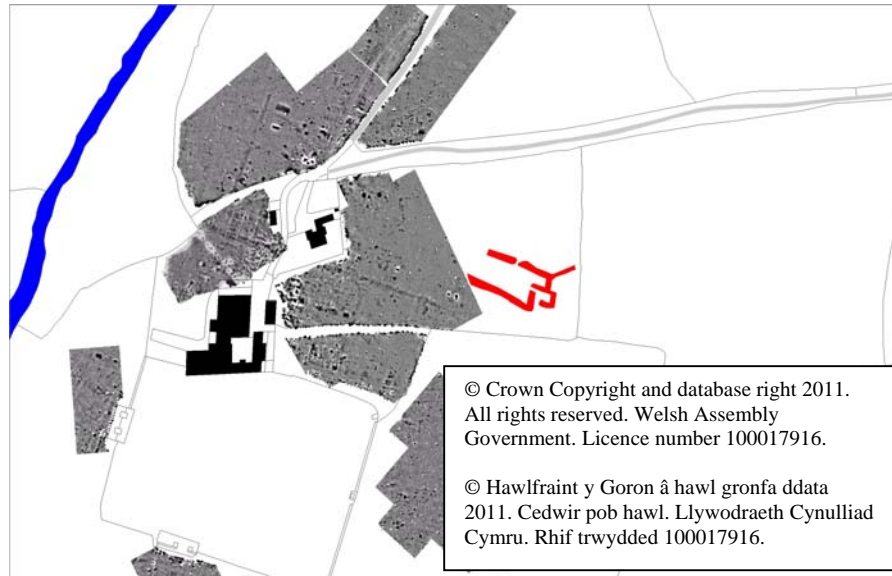 © Crown Copyright and database right 2011.
All rights reserved. Welsh Assembly
Government. Licence number 100017916.
© Hawlfraint y Goron â hawl gronfa ddata
2011. Cedwir pob hawl. Llywodraeth Cynulliad
Cymru. Rhif trwydded 100017916.